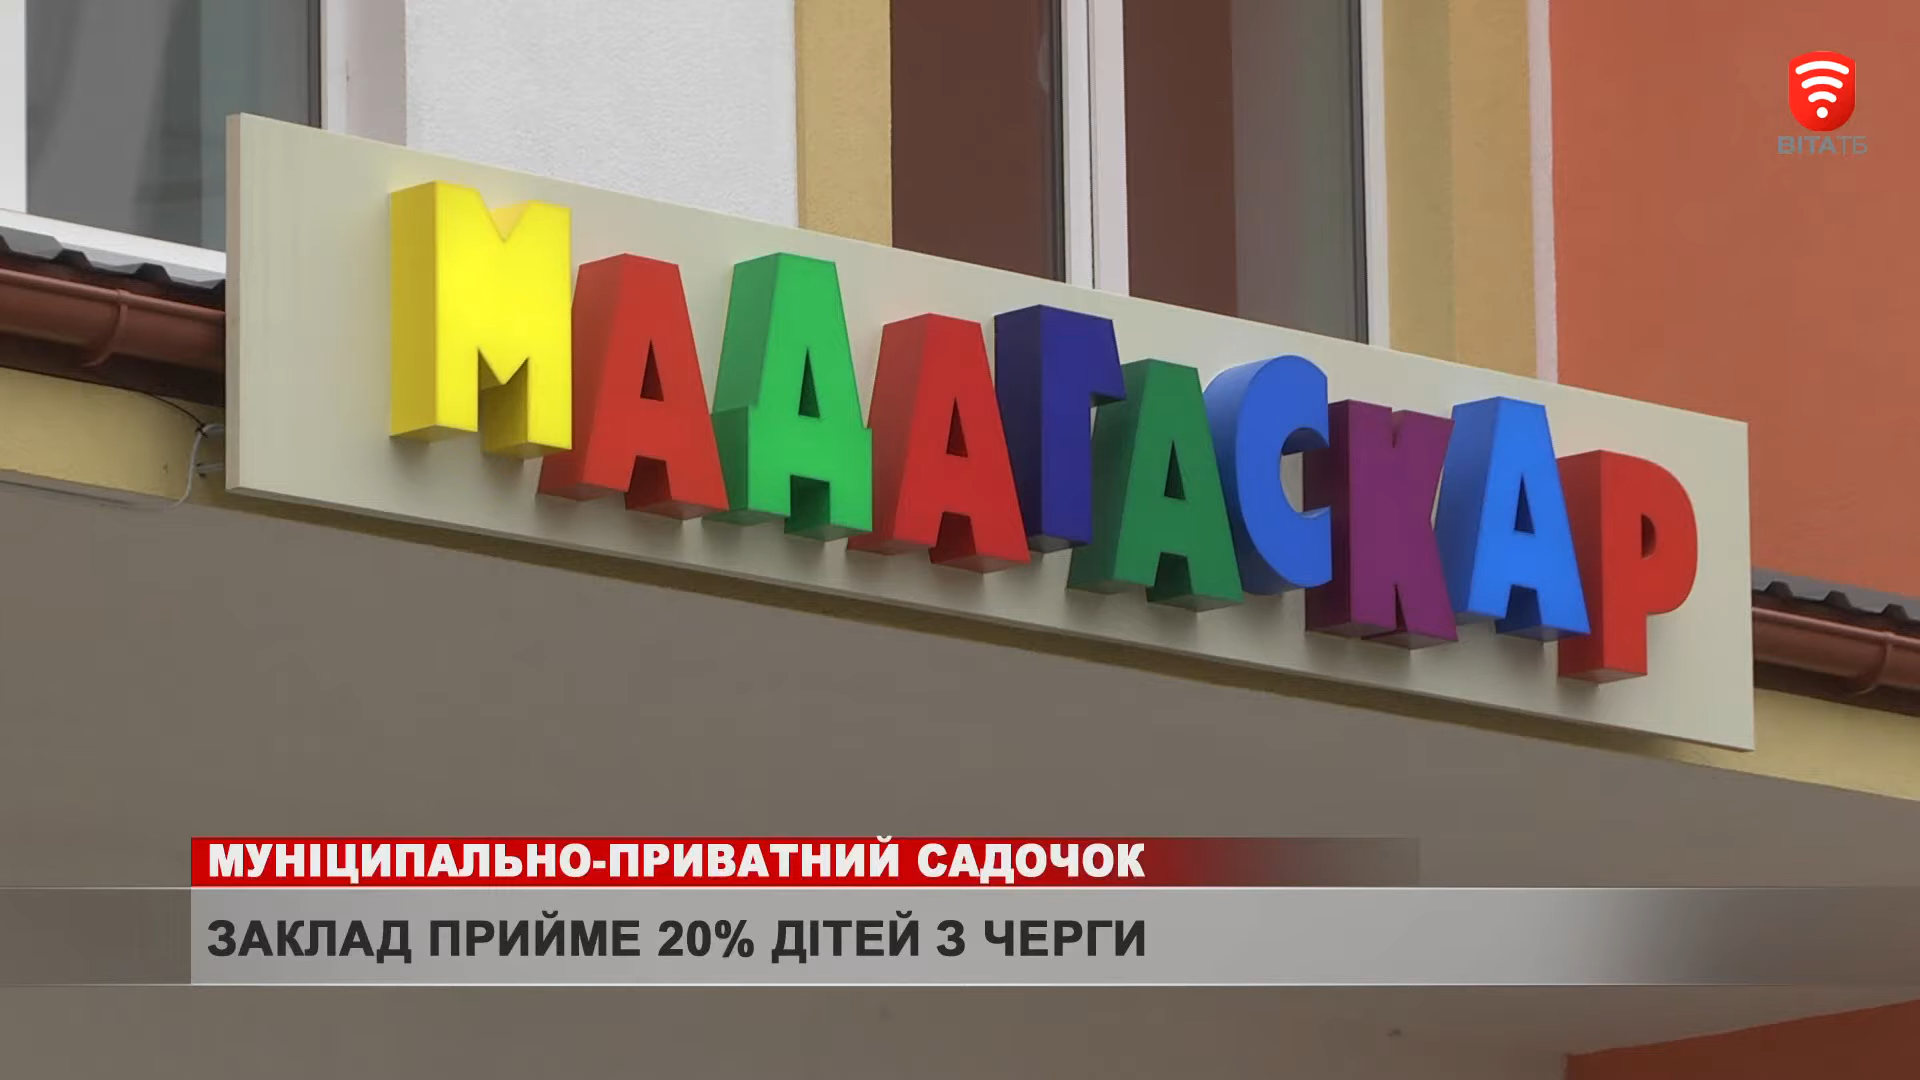 ВІТАТБ
МАДАГАСКАР
МУНІЦИПАЛЬНО-ПРИВАТНИЙ САДОЧОК
ЗАКЛАД ПРИЙМЕ 20% ДІТЕЙ З ЧЕРГИ